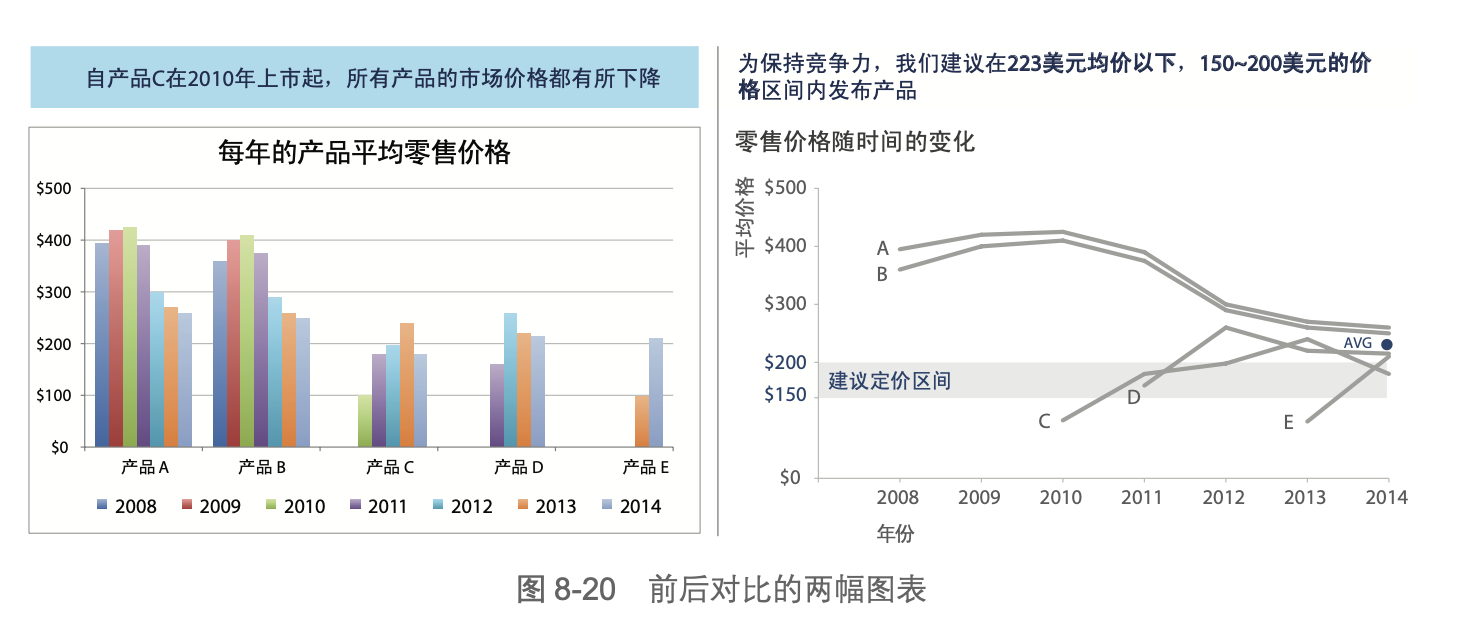 自产品C在2010年上市起，所有产品的市场价格都有所下降
每年的产品平均零售价格
$500
$400
$300
$200
$100
$0
产品 A
产品 B
产品 C
产品 D
产品 E
2008
2009
2010
2011
2012
2013
2014
为保持竞争力，我们建议在223美元均价以下，150~200美元的价
格区间内发布产品
零售价格随时间的变化
平均价格
$500
$400
$300
$200
$150
$0
A
B
C
D
E
AVG
建议定价区间
2008
2009
2010
2011
2012
2013
2014
年份
图 8-20 前后对比的两幅图表